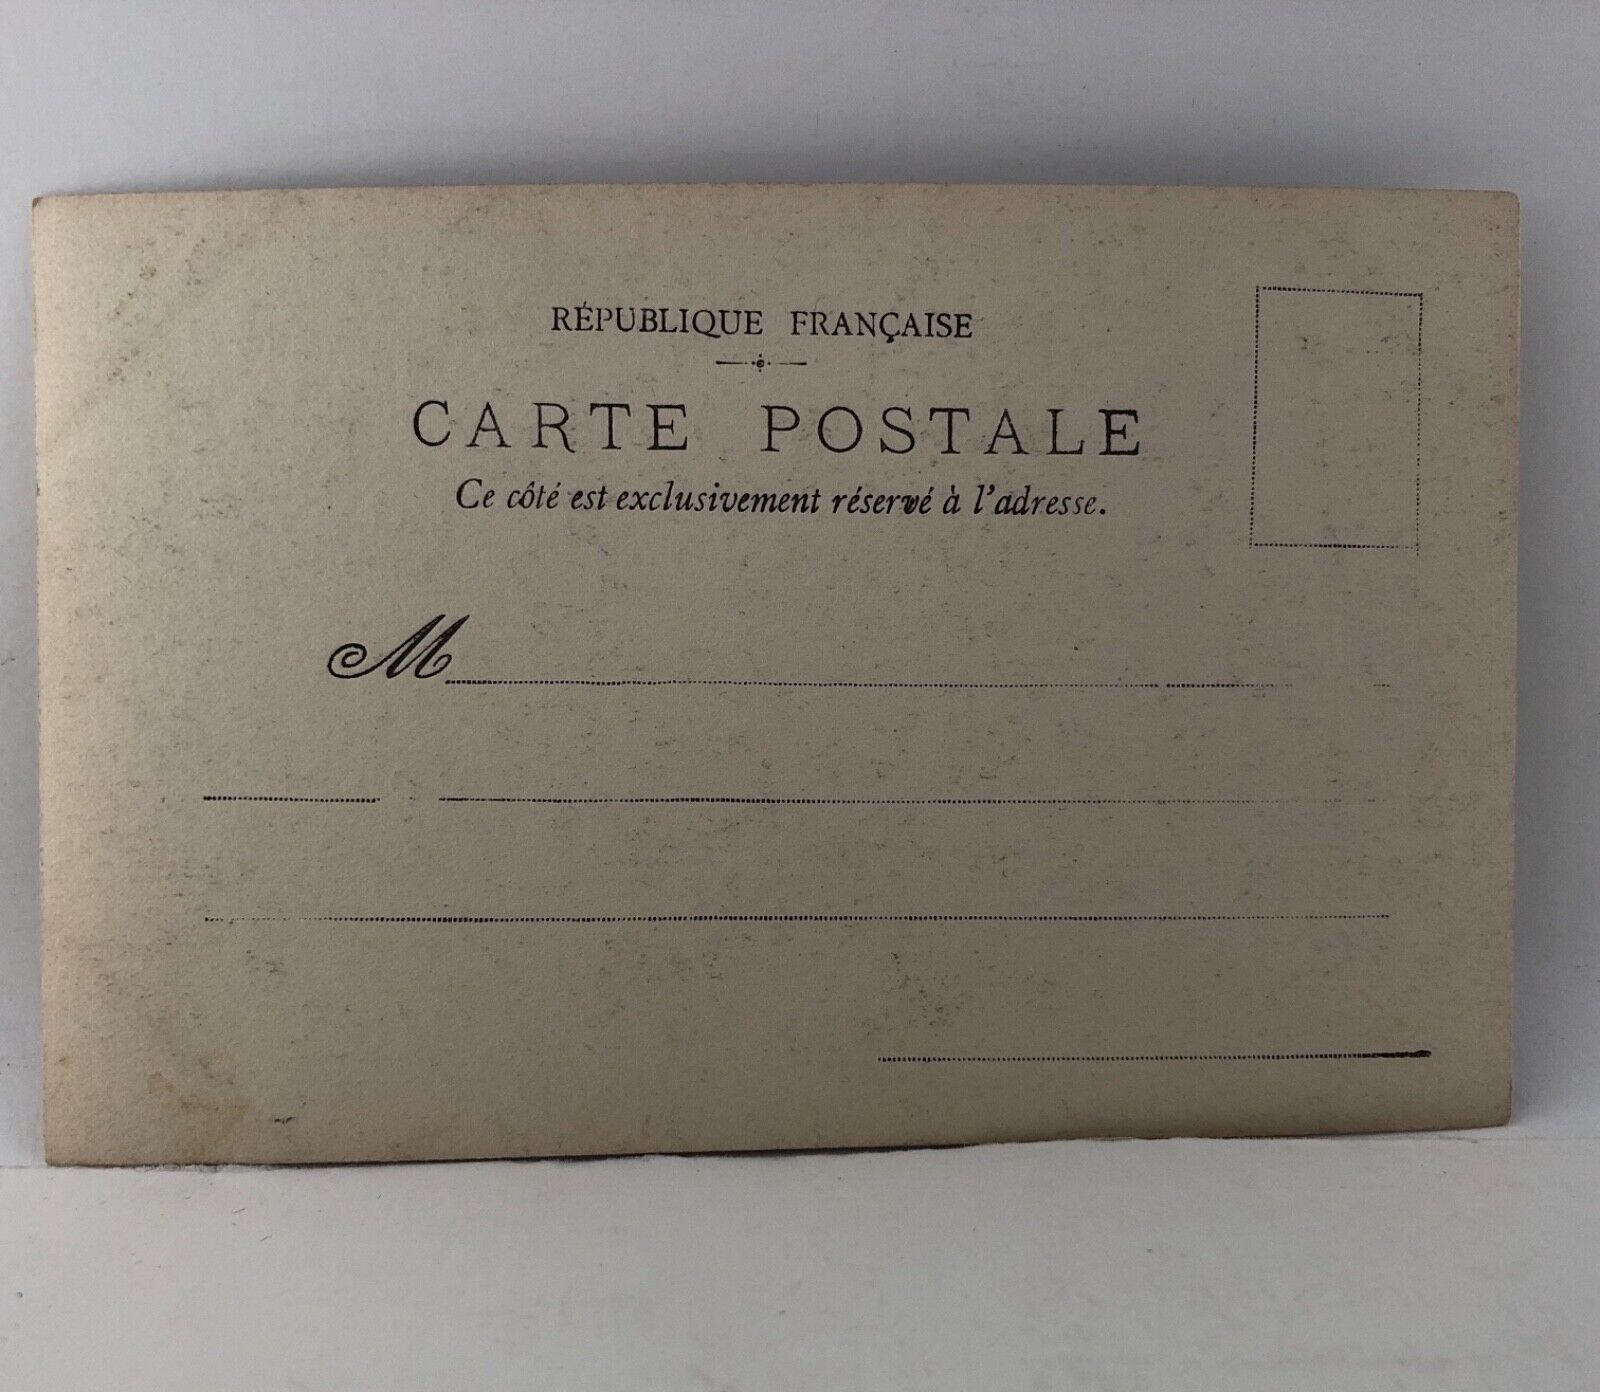 RÉPUBLIQUE FRANÇAISE
CARTE POSTALE
Ce côté est exclusivement réservé à l'adresse.
M